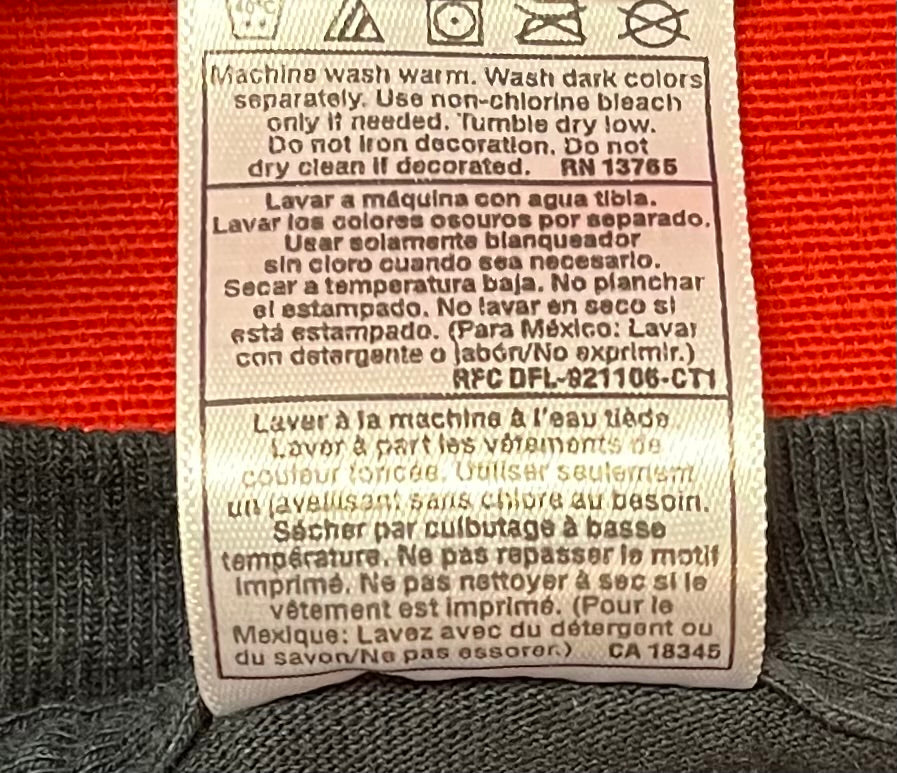 40°C
Machine wash warm. Wash dark colors
separately. Use non-chlorine bleach
only if needed. Tumble dry low.
Do not iron decoration. Do not
dry clean if decorated. RN 13765
Lavar a máquina con agua tibia.
Lavar los colores oscuros por separado.
Usar solamente blanqueador
sin cloro cuando sea necesario.
Secar a temperatura baja. No planchar
el estampado. No lavar en seco si
está estampado. (Para México: Lavar
con detergente o jabón/No exprimir.)
RFC DFL-921106-CT1
Laver à la machine à l'eau tiède.
Laver à part les vêtements de
couleur foncée. Utiliser seulement
un javellisant sans chlore au besoin.
Sécher par culbutage à basse
température. Ne pas repasser le motif
imprimé. Ne pas nettoyer à sec si le
vêtement est imprimé. (Pour le
Mexique: Lavez avec du détergent ou
du savon/Ne pas essorer.) CA 18345